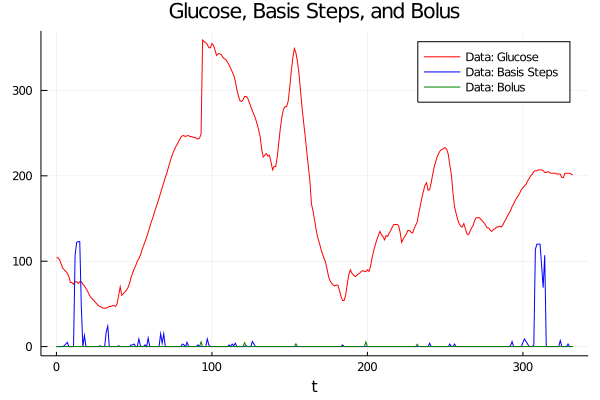 Glucose, Basis Steps, and Bolus
Data: Glucose
Data: Basis Steps
Data: Bolus
300
200
100
0
0 100 200 300
t